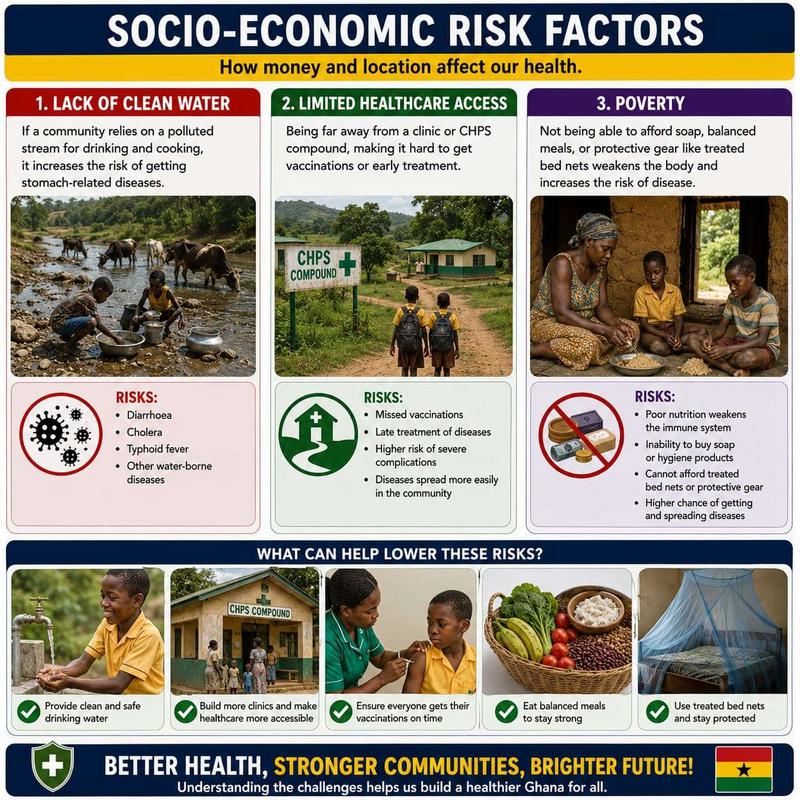 SOCIO-ECONOMIC RISK FACTORS
How money and location affect our health.
1. LACK OF CLEAN WATER
If a community relies on a polluted
stream for drinking and cooking,
it increases the risk of getting
stomach-related diseases.
RISKS:
• Diarrhoea
• Cholera
• Typhoid fever
• Other water-borne
diseases
2. LIMITED HEALTHCARE ACCESS
Being far away from a clinic or CHPS
compound, making it hard to get
vaccinations or early treatment.
CHPS
COMPOUND
RISKS:
• Missed vaccinations
• Late treatment of diseases
• Higher risk of severe
complications
• Diseases spread more easily
in the community
3. POVERTY
Not being able to afford soap, balanced
meals, or protective gear like treated
bed nets weakens the body and
increases the risk of disease.
RISKS:
• Poor nutrition weakens
the immune system
• Inability to buy soap
or hygiene products
• Cannot afford treated
bed nets or protective gear
• Higher chance of getting
and spreading diseases
WHAT CAN HELP LOWER THESE RISKS?
Provide clean and safe
drinking water
CHPS COMPOUND
Build more clinics and make
healthcare more accessible
Ensure everyone gets their
vaccinations on time
Eat balanced meals
to stay strong
Use treated bed nets
and stay protected
BETTER HEALTH, STRONGER COMMUNITIES, BRIGHTER FUTURE!
Understanding the challenges helps us build a healthier Ghana for all.